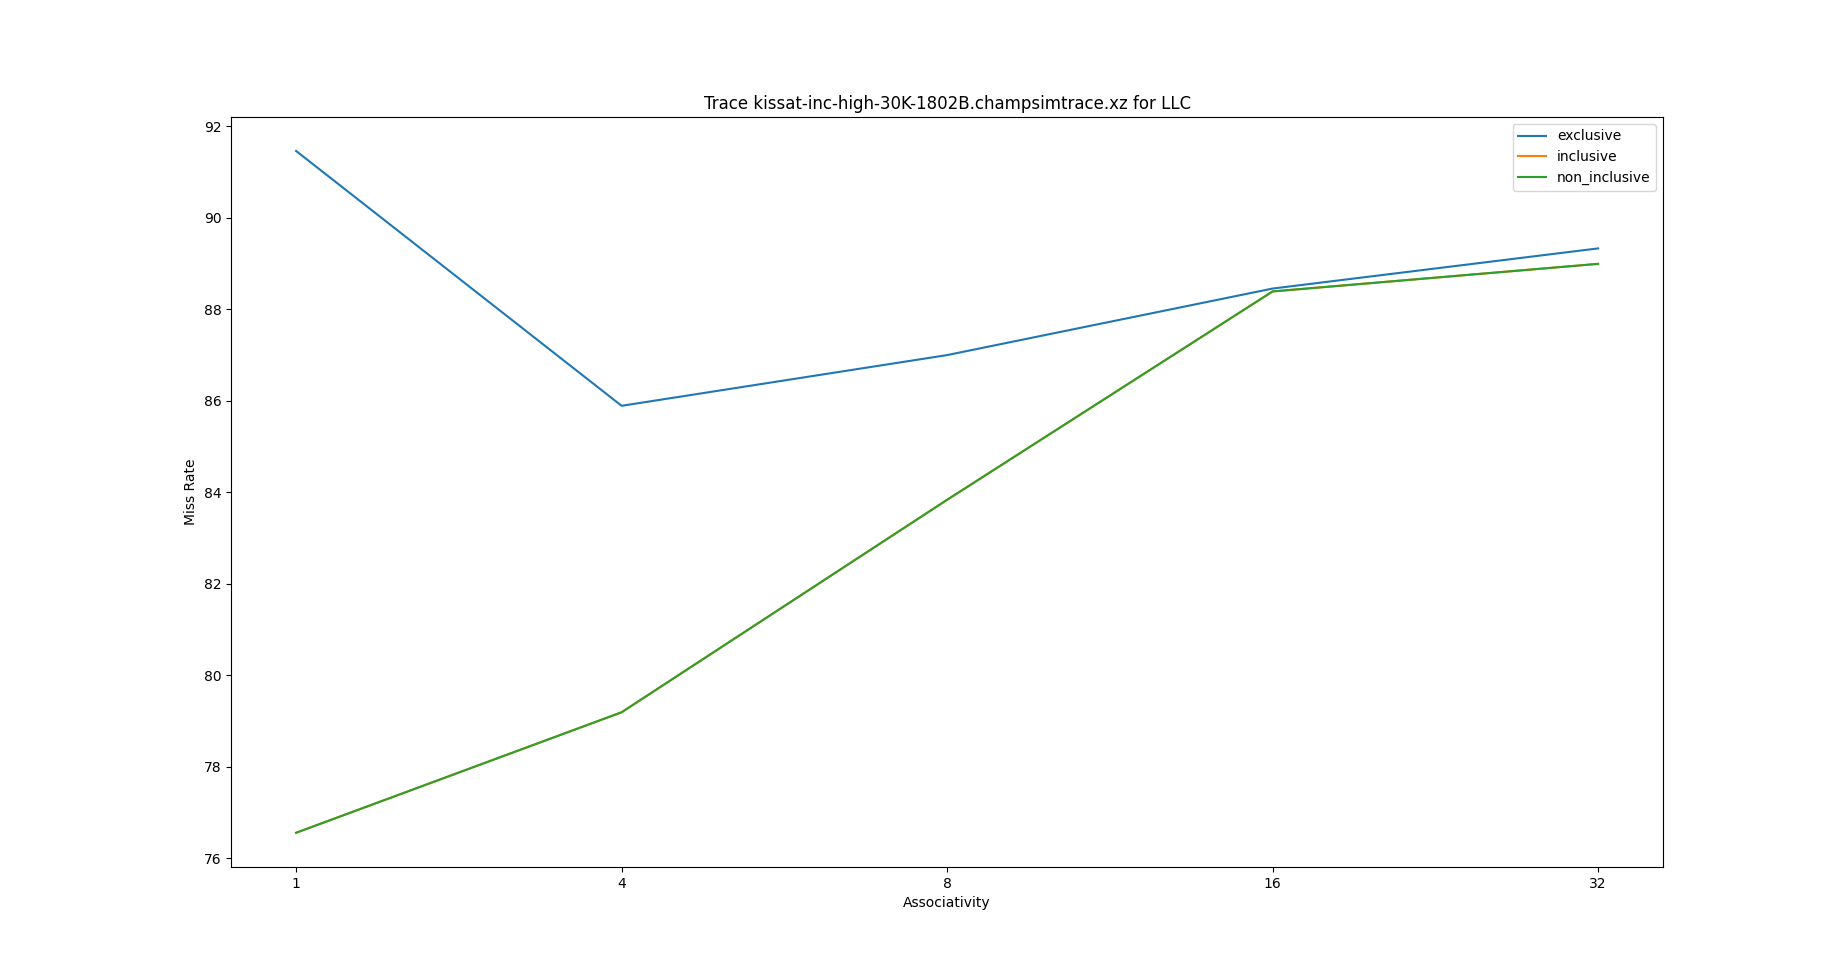 Trace kissat-inc-high-30K-1802B.champsimtrace.xz for LLC
exclusive
inclusive
non_inclusive
92
90
88
86
84
82
80
78
76
Miss Rate
1 4 8 16 32
Associativity